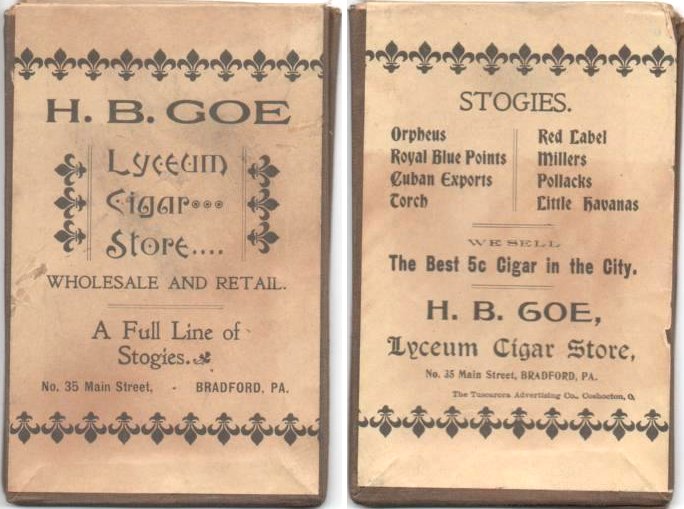 H. B. GOE
Lyceum
Cigar
Store....
WHOLESALE AND RETAIL.
A Full Line of
Stogies.
No. 35 Main Street, - BRADFORD, PA.
STOGIES.
Orpheus
Royal Blue Points
Cuban Exports
Torch
Red Label
Millers
Pollacks
Little Havanas
WE SELL
The Best 5c Cigar in the City.
H. B. GOE,
Lyceum Cigar Store,
No. 35 Main Street, BRADFORD, PA.
The Tuscarora Advertising Co., Coshocton, O.